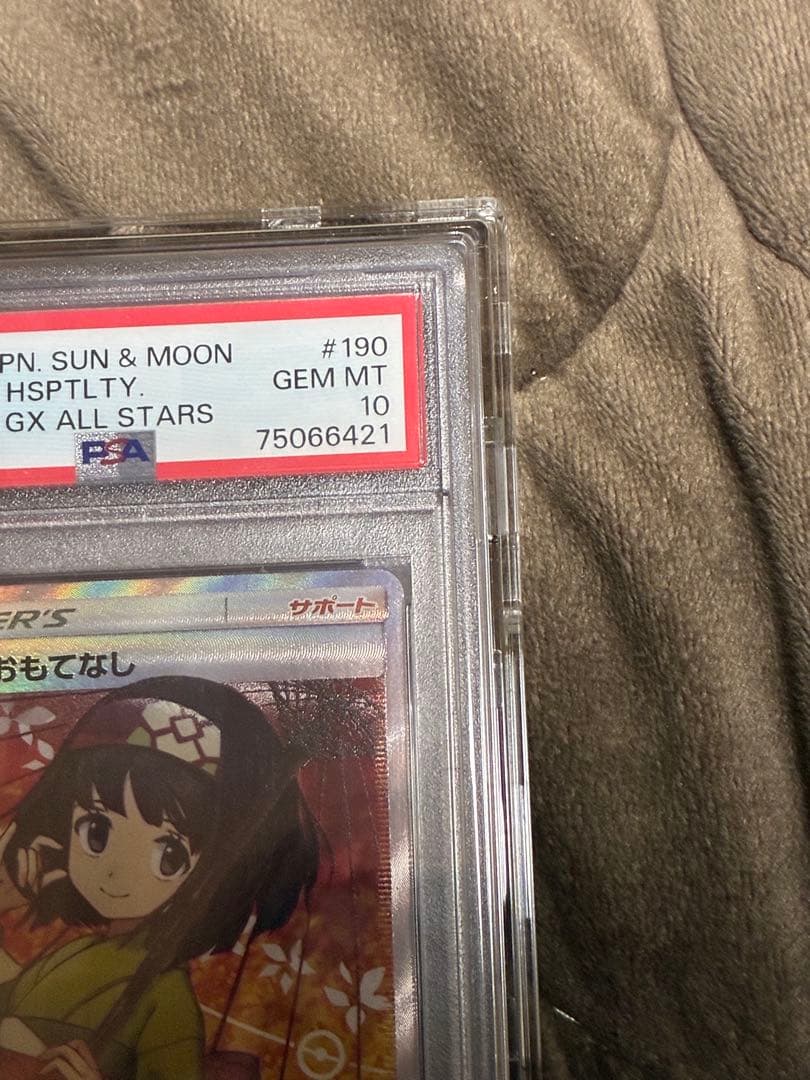 PN. SUN & MOON #190
HSPTLTY. GEM MT
GX ALL STARS 10
PSA 75066421
ER'S サポート
おもてなし